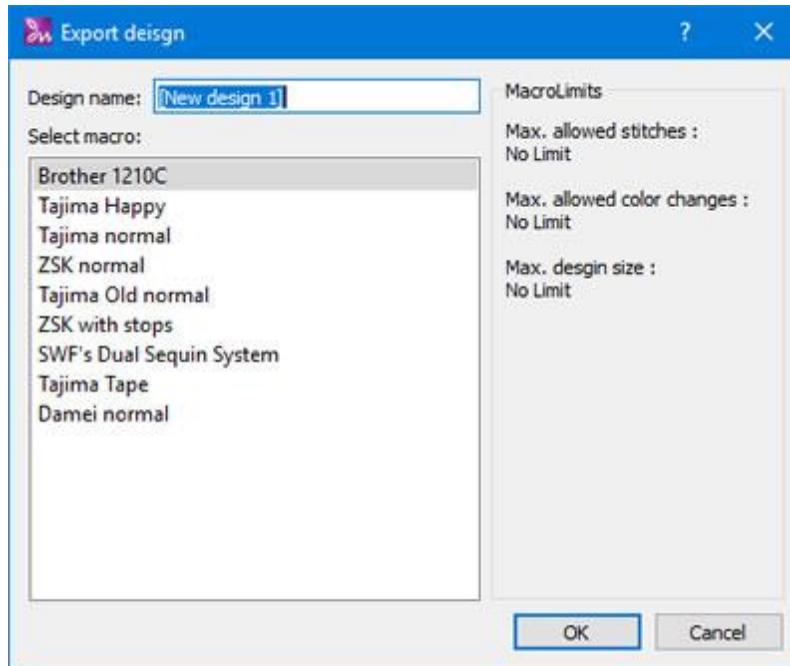 Export deisgn
Design name: [New design 1]
Select macro:
Brother 1210C
Tajima Happy
Tajima normal
ZSK normal
Tajima Old normal
ZSK with stops
SWF's Dual Sequin System
Tajima Tape
Damei normal
MacroLimits
Max. allowed stitches :
No Limit
Max. allowed color changes :
No Limit
Max. desgin size :
No Limit
OK
Cancel